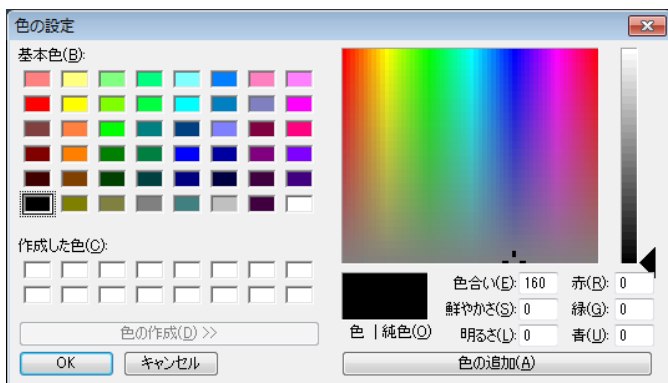 色の設定
基本色(B):
作成した色(C):
色の作成(D) >>
OK キャンセル
色 | 純色(O)
色合い(E): 160 赤(R): 0
鮮やかさ(S): 0 緑(G): 0
明るさ(L): 0 青(U): 0
色の追加(A)